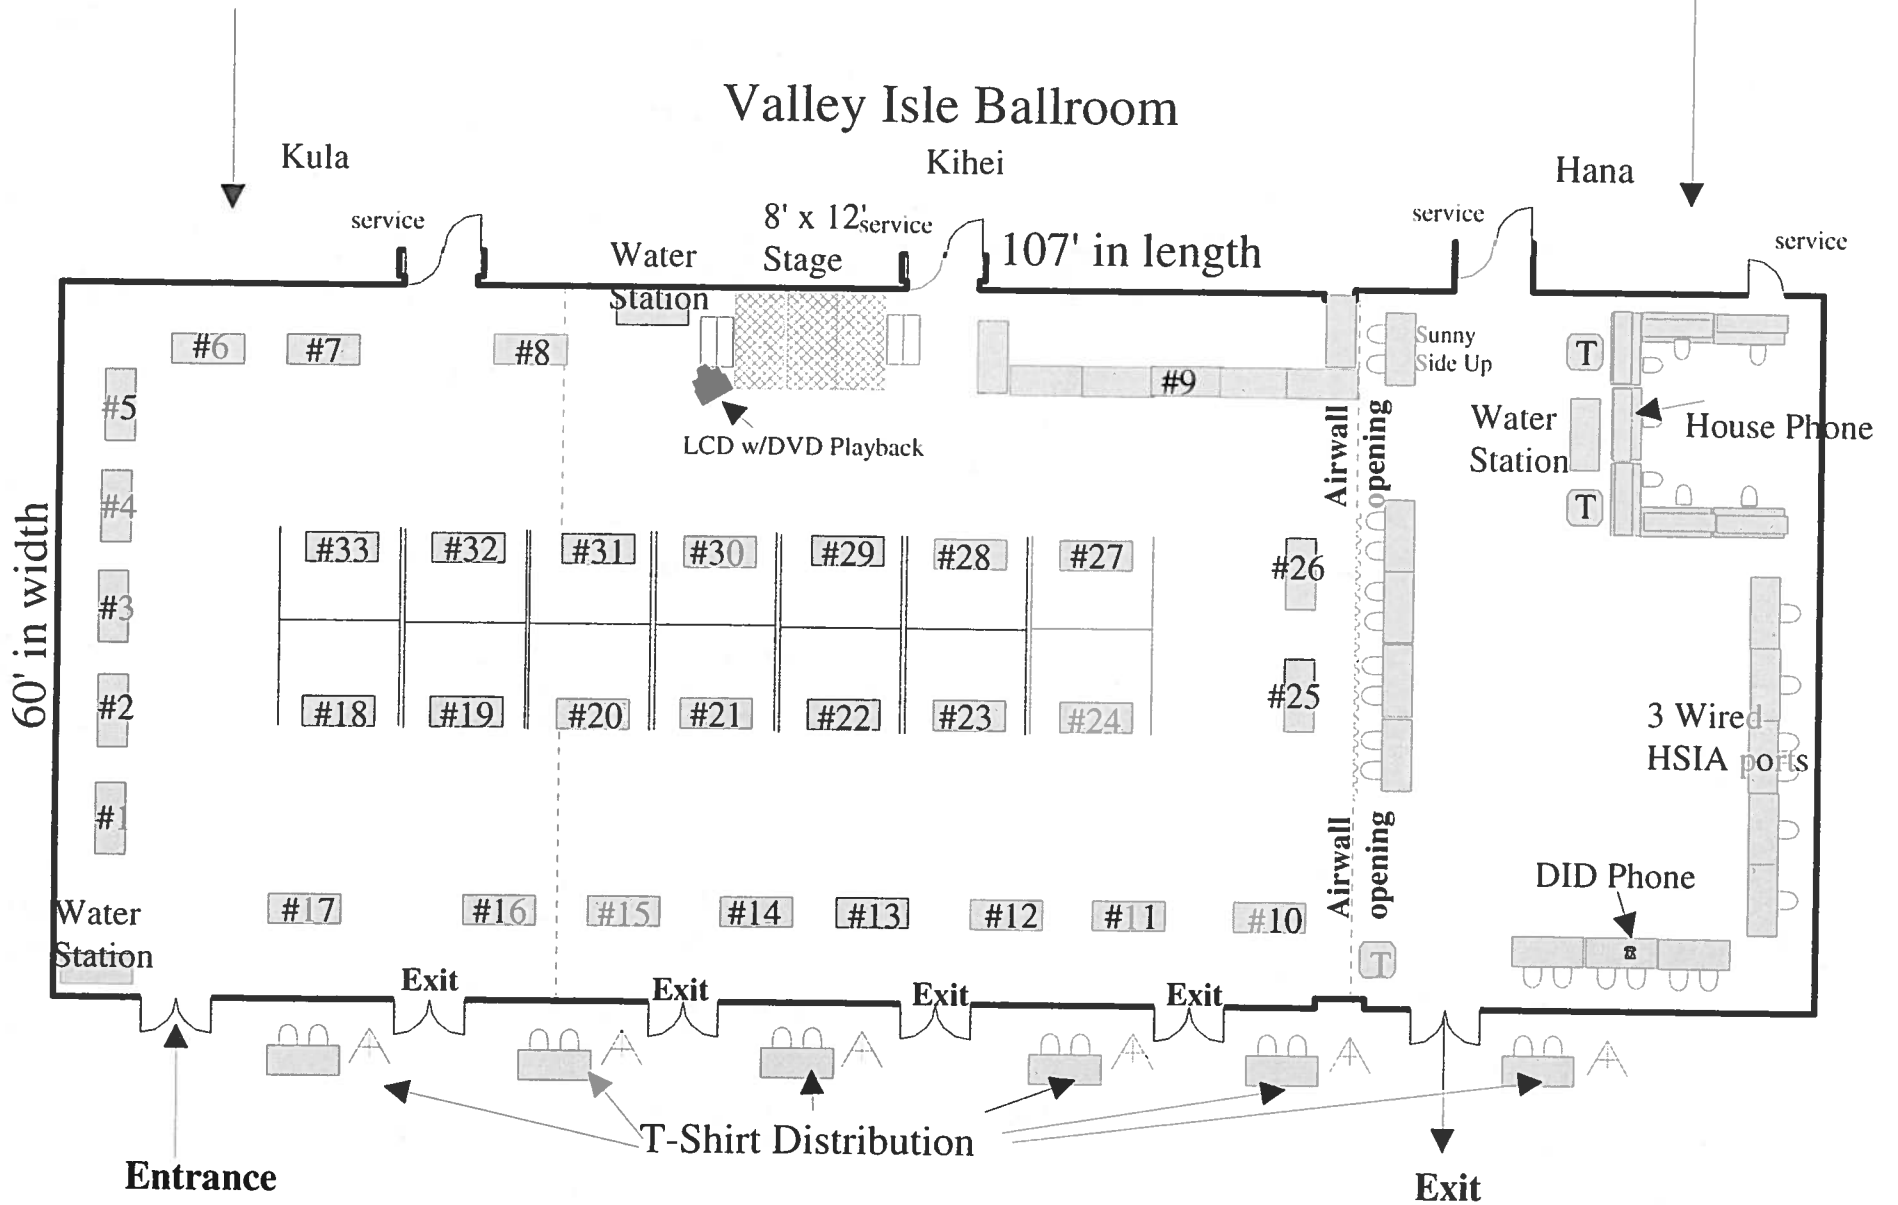 Valley Isle Ballroom
Kula
Kihei
Hana
service
8' x 12'
Stage
service
107' in length
service
service
Water
Station
#6
#7
#8
#9
Sunny
Side Up
T
Water
Station
House Phone
T
#5
#4
#3
#2
#1
60' in width
LCD w/DVD Playback
Airwall
opening
#33
#32
#31
#30
#29
#28
#27
#26
#18
#19
#20
#21
#22
#23
#24
#25
3 Wired
HSIA ports
Airwall
opening
DID Phone
Water
Station
#17
#16
#15
#14
#13
#12
#11
#10
T
Exit
Exit
Exit
Exit
T-Shirt Distribution
Entrance
Exit